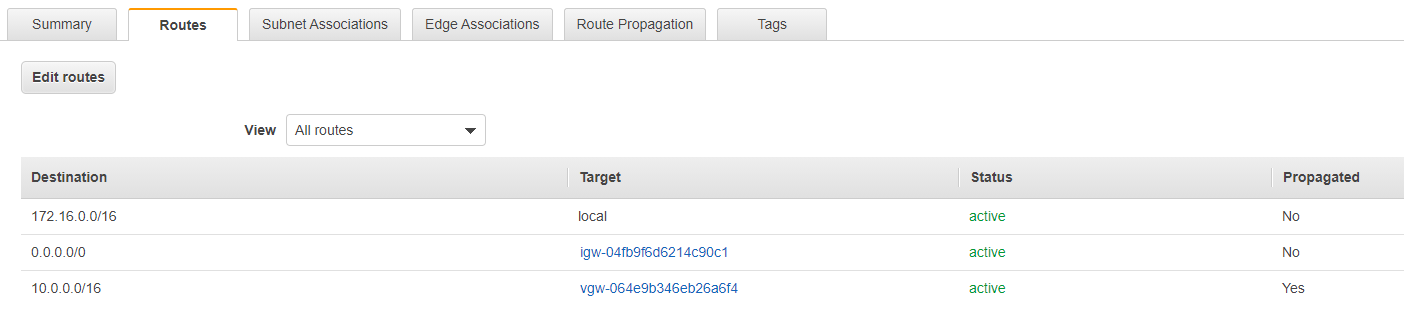 Summary Routes Subnet Associations Edge Associations Route Propagation Tags
Edit routes
View All routes
Destination Target Status Propagated
172.16.0.0/16 local active No
0.0.0.0/0 igw-04fb9f6d6214c90c1 active No
10.0.0.0/16 vgw-064e9b346eb26a6f4 active Yes